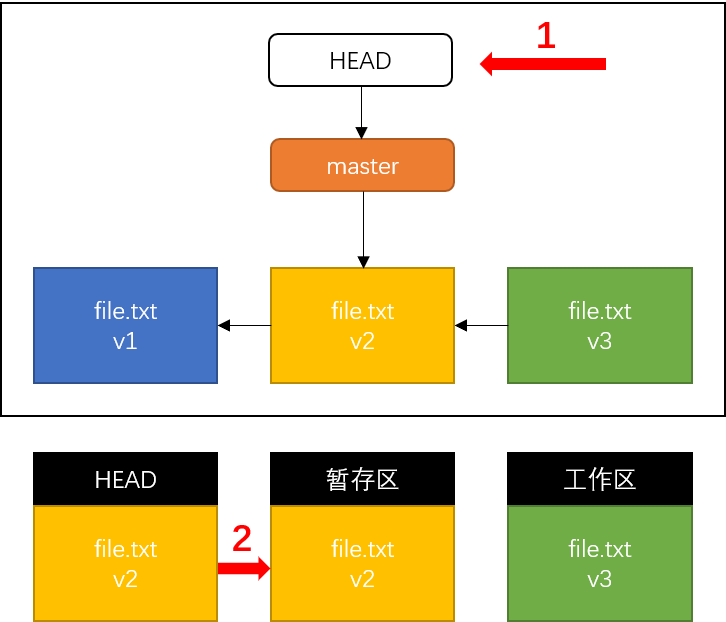 1
HEAD
master
file.txt
v1
file.txt
v2
file.txt
v3
HEAD
暂存区
工作区
2
file.txt
v2
file.txt
v2
file.txt
v3